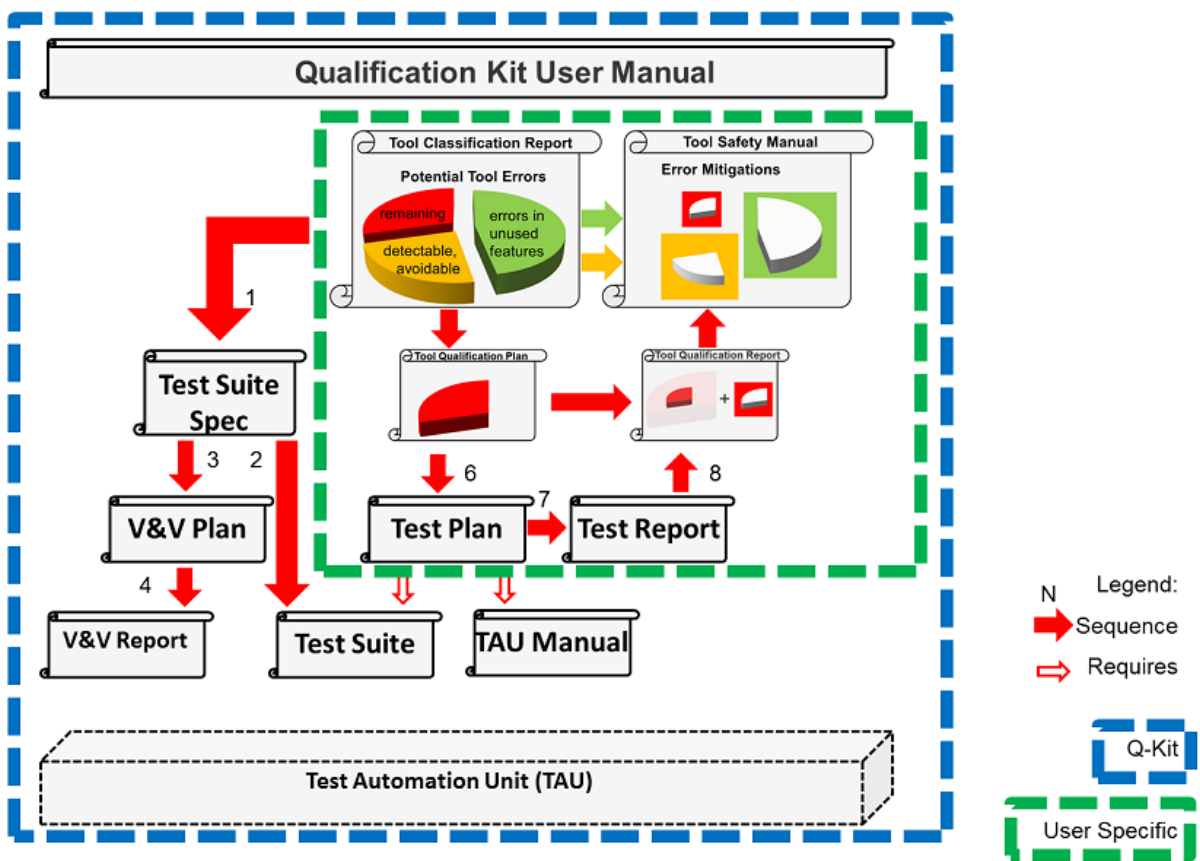 Qualification Kit User Manual
Tool Classification Report
Potential Tool Errors
remaining
errors in
unused
features
detectable,
avoidable
Tool Safety Manual
Error Mitigations
1
Test Suite
Spec
Tool Qualification Plan
Tool Qualification Report
+
3
2
6
8
V&V Plan
Test Plan
7
Test Report
4
V&V Report
Test Suite
TAU Manual
Test Automation Unit (TAU)
N
Legend:
Sequence
Requires
Q-Kit
User Specific